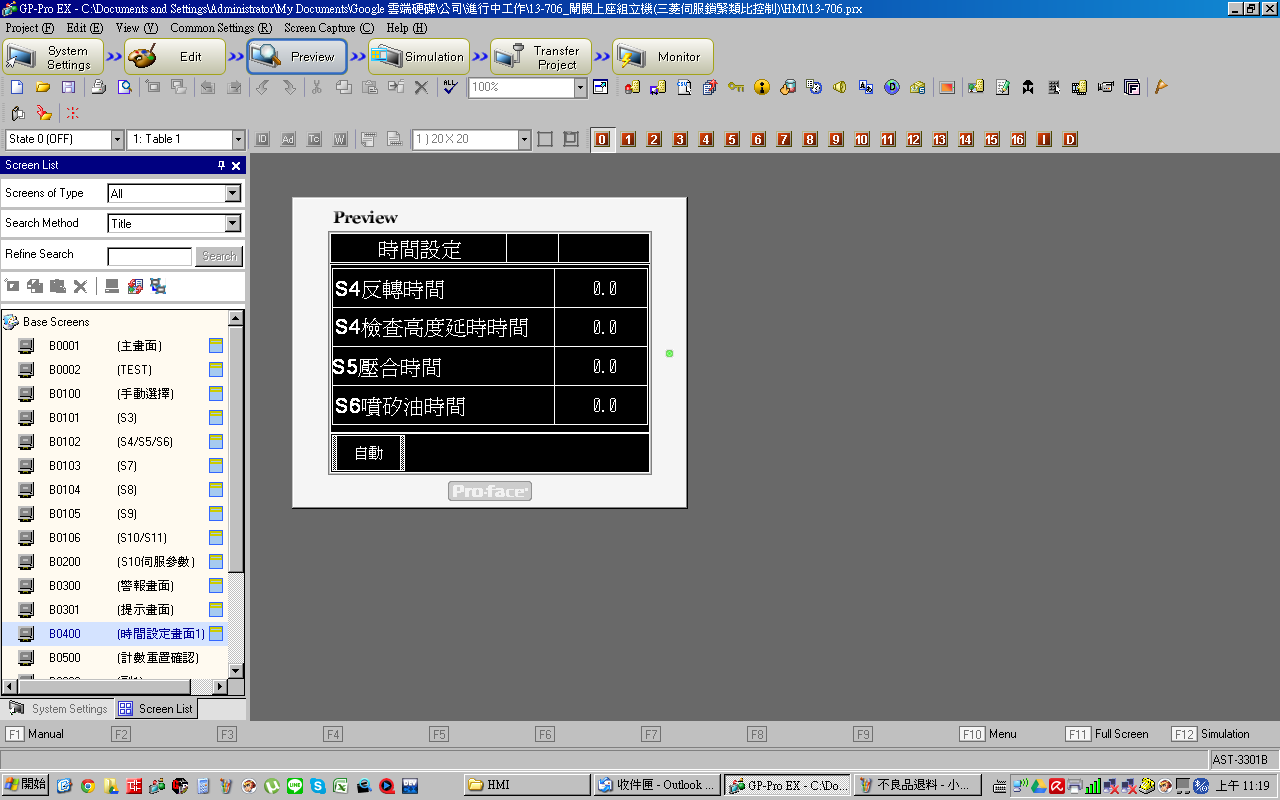 GP-Pro EX - C:\Documents and Settings\Administrator\My Documents\Google 雲端硬碟\公司\進行中工作\13-706_閘閥上座組立機(三菱伺服鎖緊類比控制)\HMI\13-706.prx
Project (F) Edit (E) View (V) Common Settings (R) Screen Capture (C) Help (H)
System Settings >> Edit >> Preview >> Simulation >> Transfer Project >> Monitor
ALL 100%
State 0 (OFF) 1: Table 1 ID Ad Tc W 1 ) 20 X 20 0 1 2 3 4 5 6 7 8 9 10 11 12 13 14 15 16 I D
Screen List
Screens of Type All
Search Method Title
Refine Search Search
Base Screens
B0001 (主畫面)
B0002 (TEST)
B0100 (手動選擇)
B0101 (S3)
B0102 (S4/S5/S6)
B0103 (S7)
B0104 (S8)
B0105 (S9)
B0106 (S10/S11)
B0200 (S10伺服參數)
B0300 (警報畫面)
B0301 (提示畫面)
B0400 (時間設定畫面1)
B0500 (計數重置確認)
System Settings Screen List
Preview
時間設定
S4反轉時間 0.0
S4檢查高度延時時間 0.0
S5壓合時間 0.0
S6噴矽油時間 0.0
自動
Pro-face
F1 Manual F2 F3 F4 F5 F6 F7 F8 F9 F10 Menu F11 Full Screen F12 Simulation
AST-3301B
開始 HMI 收件匣 - Outlook ... GP-Pro EX - C:\Do... 不良品退料 - 小... 上午 11:19